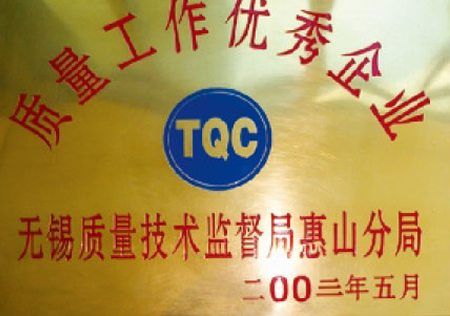 质量工作优秀企业
TQC
无锡质量技术监督局惠山分局
二00二年五月